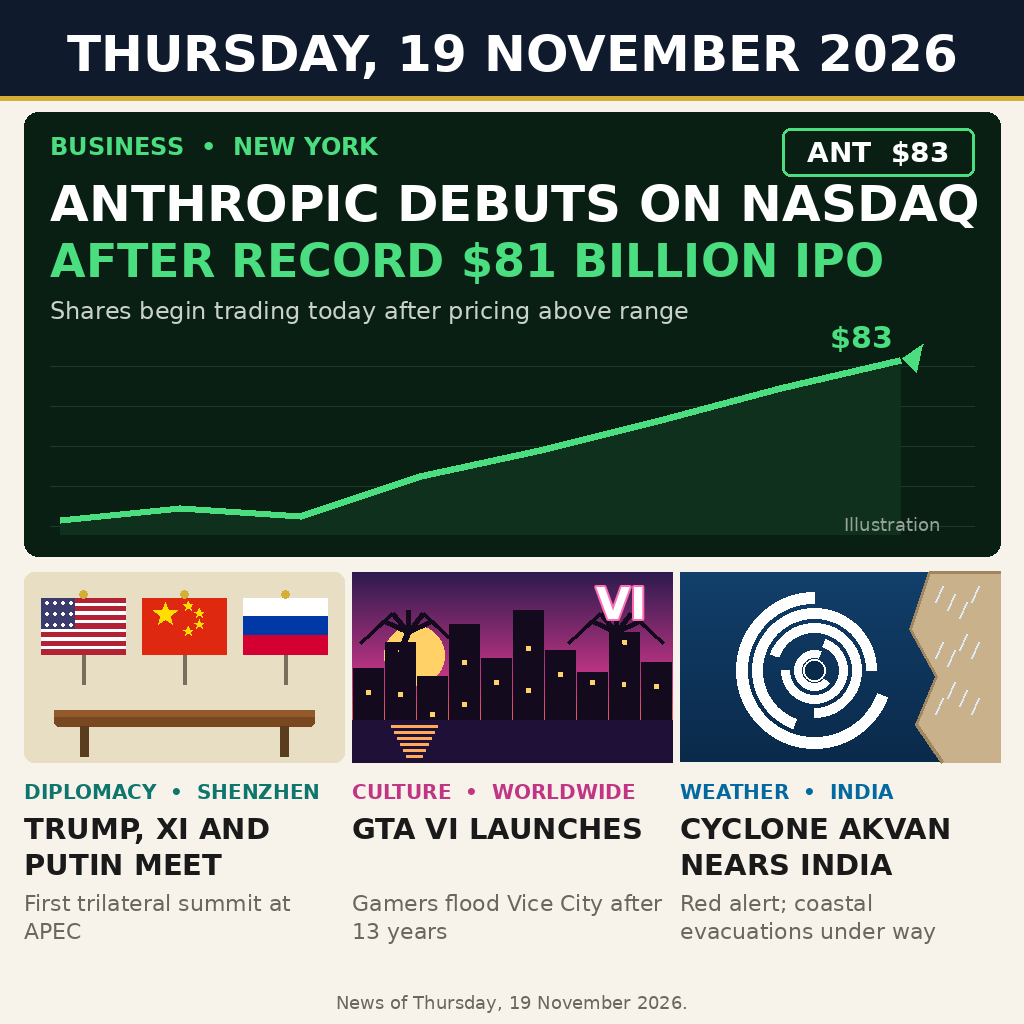 THURSDAY, 19 NOVEMBER 2026
BUSINESS • NEW YORK
ANT $83
ANTHROPIC DEBUTS ON NASDAQ
AFTER RECORD $81 BILLION IPO
Shares begin trading today after pricing above range
$83
Illustration
VI
DIPLOMACY • SHENZHEN
TRUMP, XI AND
PUTIN MEET
First trilateral summit at
APEC
CULTURE • WORLDWIDE
GTA VI LAUNCHES
Gamers flood Vice City after
13 years
WEATHER • INDIA
CYCLONE AKVAN
NEARS INDIA
Red alert; coastal
evacuations under way
News of Thursday, 19 November 2026.